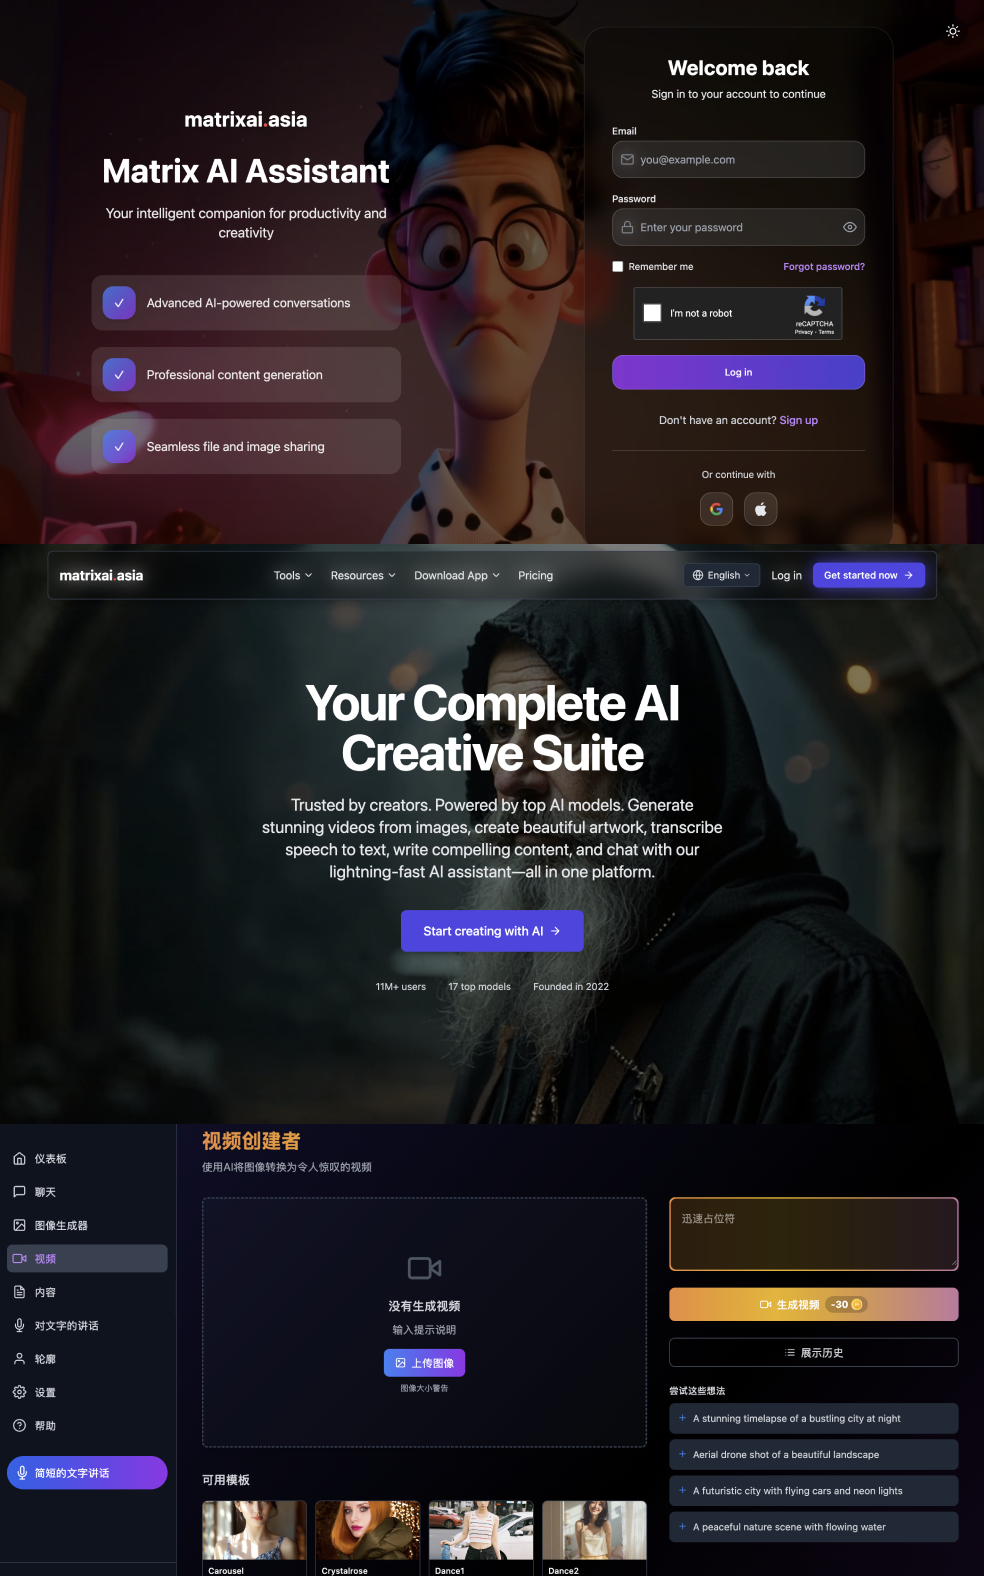 matrixai.asia
Matrix AI Assistant
Your intelligent companion for productivity and
creativity
Advanced AI-powered conversations
Professional content generation
Seamless file and image sharing
Welcome back
Sign in to your account to continue
Email
you@example.com
Password
Enter your password
Remember me
Forgot password?
I'm not a robot
reCAPTCHA
Privacy - Terms
Log in
Don't have an account? Sign up
Or continue with
matrixai.asia
Tools
Resources
Download App
Pricing
English
Log in
Get started now
Your Complete AI
Creative Suite
Trusted by creators. Powered by top AI models. Generate
stunning videos from images, create beautiful artwork, transcribe
speech to text, write compelling content, and chat with our
lightning-fast AI assistant—all in one platform.
Start creating with AI
11M+ users
17 top models
Founded in 2022
仪表板
聊天
图像生成器
视频
内容
对文字的讲话
轮廓
设置
帮助
简短的文字讲话
视频创建者
使用AI将图像转换为令人惊叹的视频
没有生成视频
输入提示说明
上传图像
图像大小警告
可用模板
Carousel
Crystalrose
Dance1
Dance2
迅速占位符
生成视频 -30
展示历史
尝试这些想法
A stunning timelapse of a bustling city at night
Aerial drone shot of a beautiful landscape
A futuristic city with flying cars and neon lights
A peaceful nature scene with flowing water